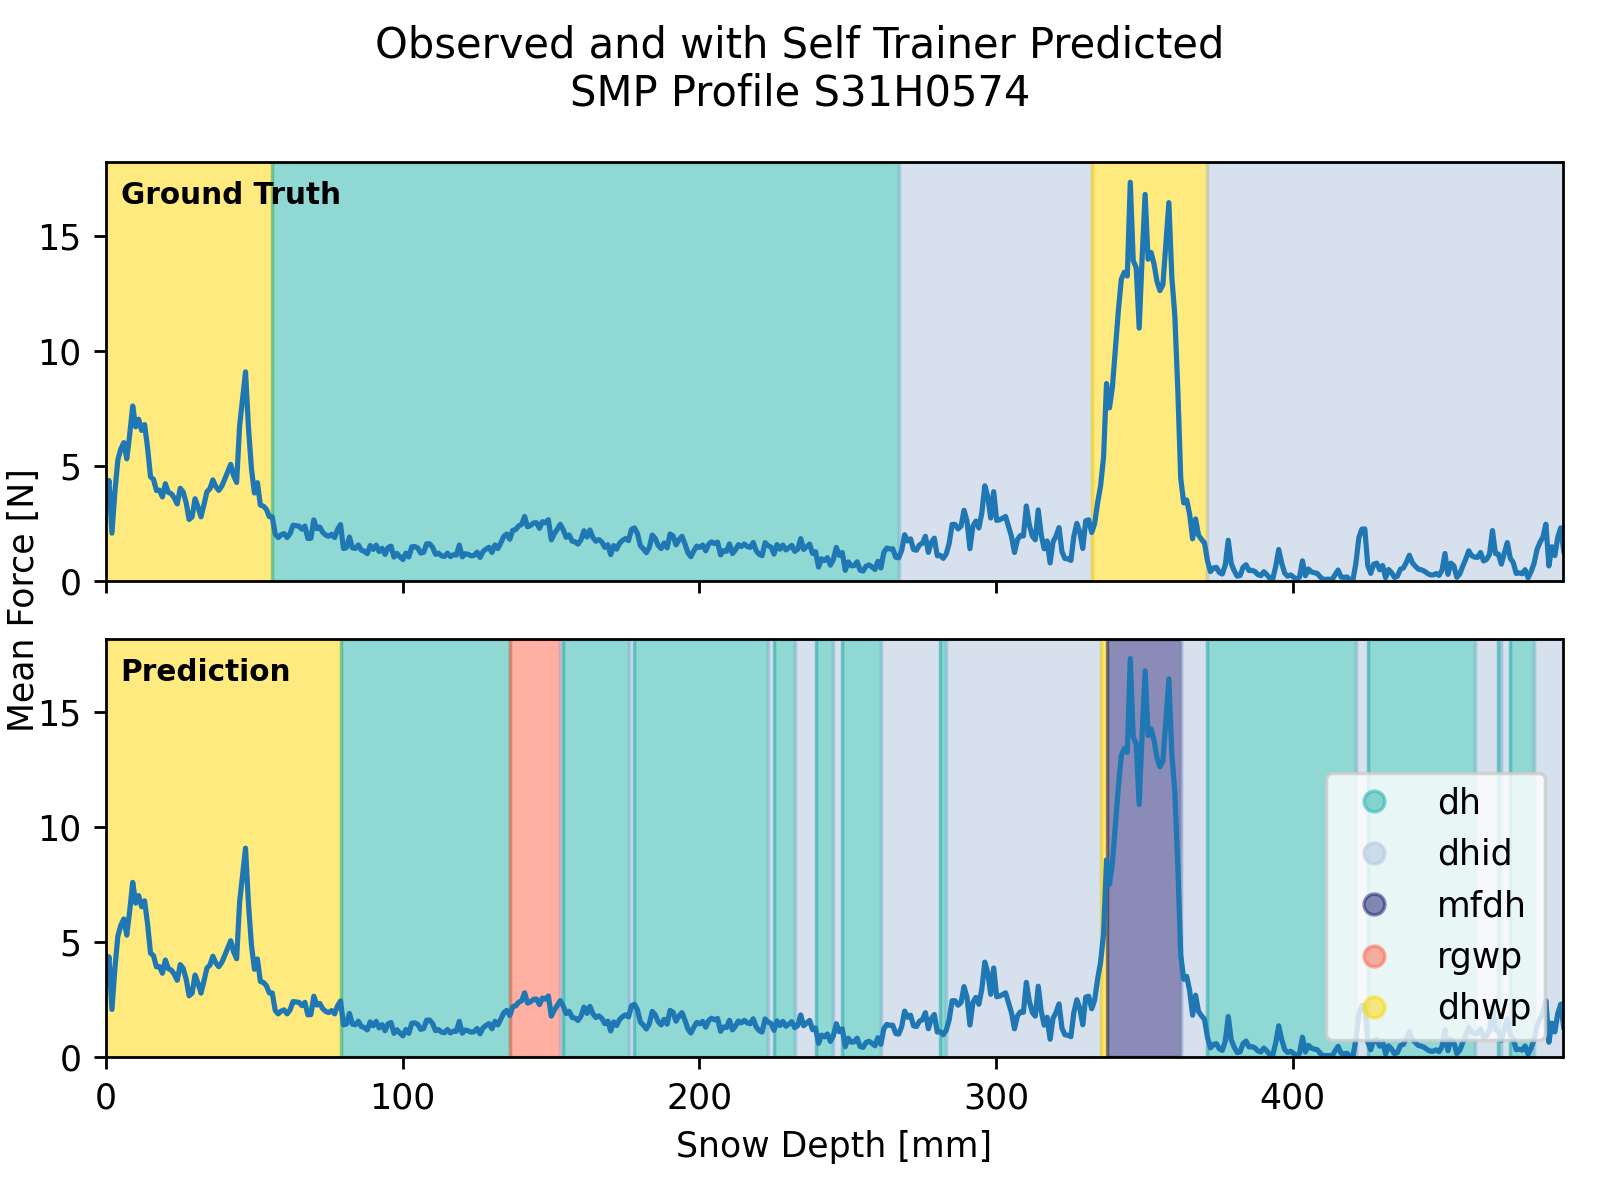 Observed and with Self Trainer Predicted
SMP Profile S31H0574
Ground Truth
15
10
5
0
Mean Force [N]
Prediction
15
10
5
0
dh
dhid
mfdh
rgwp
dhwp
0 100 200 300 400
Snow Depth [mm]